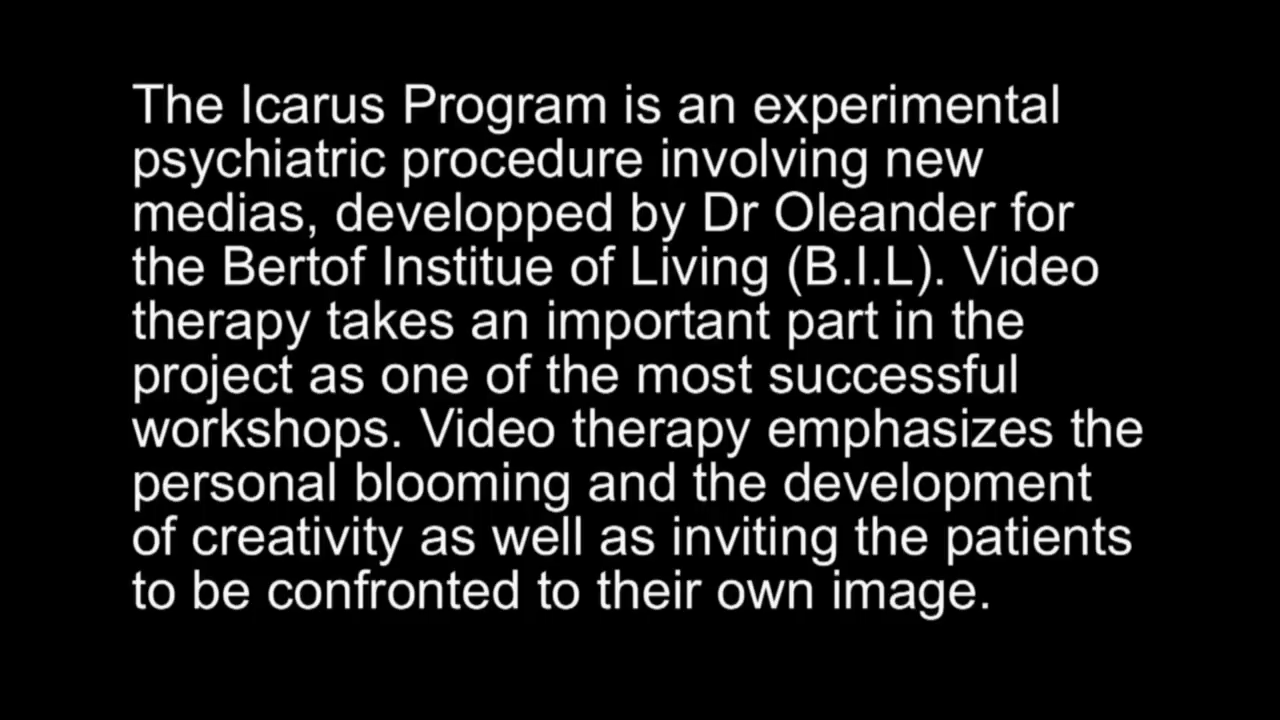 The Icarus Program is an experimental
psychiatric procedure involving new
medias, developped by Dr Oleander for
the Bertof Institue of Living (B.I.L). Video
therapy takes an important part in the
project as one of the most successful
workshops. Video therapy emphasizes the
personal blooming and the development
of creativity as well as inviting the patients
to be confronted to their own image.